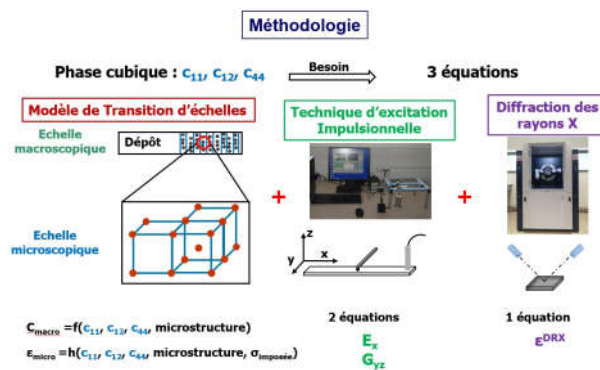 Méthodologie
Phase cubique : c11, c12, c44
Besoin
3 équations
Modèle de Transition d'échelles
Technique d'excitation
Impulsionnelle
Diffraction des
rayons X
Echelle
macroscopique
Dépôt
+
+
Echelle
microscopique
z
y
x
Cmacro =f(c11, c12, c44, microstructure)
εmicro =h(c11, c12, c44, microstructure, σimposée)
2 équations
Ex
Gyz
1 équation
εDRX